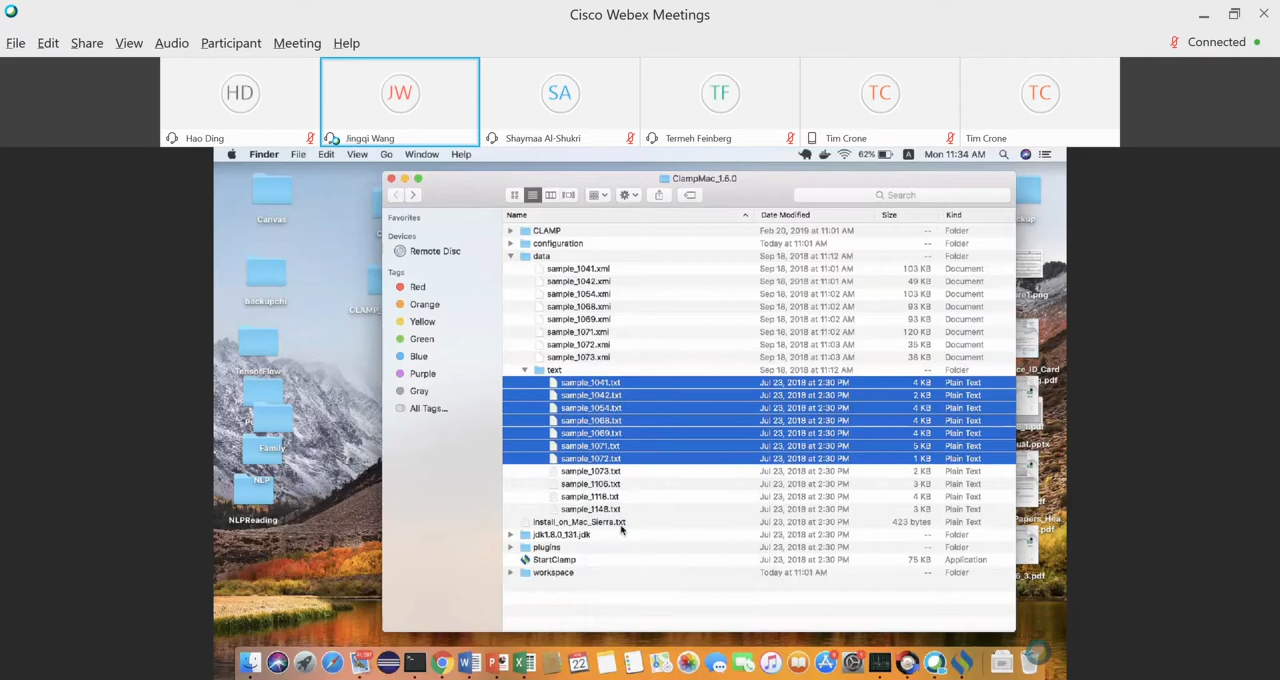 Cisco Webex Meetings
File Edit Share View Audio Participant Meeting Help
Connected
HD
JW
SA
TF
TC
TC
Hao Ding
Jingqi Wang
Shaymaa Al-Shukri
Termeh Feinberg
Tim Crone
Tim Crone
Finder File Edit View Go Window Help
62% A Mon 11:34 AM
ClampMac_1.6.0
Search
Canvas
backupchi
CLAMP_
TensorFlow
Family
NLP
NLPReading
Favorites
Devices
Remote Disc
Tags
Red
Orange
Yellow
Green
Blue
Purple
Gray
All Tags...
Name Date Modified Size Kind
CLAMP Feb 20, 2019 at 11:01 AM -- Folder
configuration Today at 11:01 AM -- Folder
data Sep 18, 2018 at 11:12 AM -- Folder
sample_1041.xmi Sep 18, 2018 at 11:01 AM 103 KB Document
sample_1042.xmi Sep 18, 2018 at 11:01 AM 49 KB Document
sample_1054.xmi Sep 18, 2018 at 11:02 AM 103 KB Document
sample_1068.xmi Sep 18, 2018 at 11:02 AM 93 KB Document
sample_1069.xmi Sep 18, 2018 at 11:02 AM 93 KB Document
sample_1071.xmi Sep 18, 2018 at 11:02 AM 120 KB Document
sample_1072.xmi Sep 18, 2018 at 11:03 AM 35 KB Document
sample_1073.xmi Sep 18, 2018 at 11:03 AM 38 KB Document
text Sep 18, 2018 at 11:12 AM -- Folder
sample_1041.txt Jul 23, 2018 at 2:30 PM 4 KB Plain Text
sample_1042.txt Jul 23, 2018 at 2:30 PM 2 KB Plain Text
sample_1054.txt Jul 23, 2018 at 2:30 PM 4 KB Plain Text
sample_1068.txt Jul 23, 2018 at 2:30 PM 4 KB Plain Text
sample_1069.txt Jul 23, 2018 at 2:30 PM 4 KB Plain Text
sample_1071.txt Jul 23, 2018 at 2:30 PM 5 KB Plain Text
sample_1072.txt Jul 23, 2018 at 2:30 PM 1 KB Plain Text
sample_1073.txt Jul 23, 2018 at 2:30 PM 2 KB Plain Text
sample_1106.txt Jul 23, 2018 at 2:30 PM 3 KB Plain Text
sample_1118.txt Jul 23, 2018 at 2:30 PM 4 KB Plain Text
sample_1148.txt Jul 23, 2018 at 2:30 PM 3 KB Plain Text
Install_on_Mac_Sierra.txt Jul 23, 2018 at 2:30 PM 423 bytes Plain Text
jdk1.8.0_131.jdk Jul 23, 2018 at 2:30 PM -- Folder
plugins Jul 23, 2018 at 2:30 PM -- Folder
StartClamp Jul 23, 2018 at 2:30 PM 75 KB Application
workspace Today at 11:01 AM -- Folder
ce_ID_Card
g.pdf
ual.pptx
Papers_Hea
6_3.pdf
22